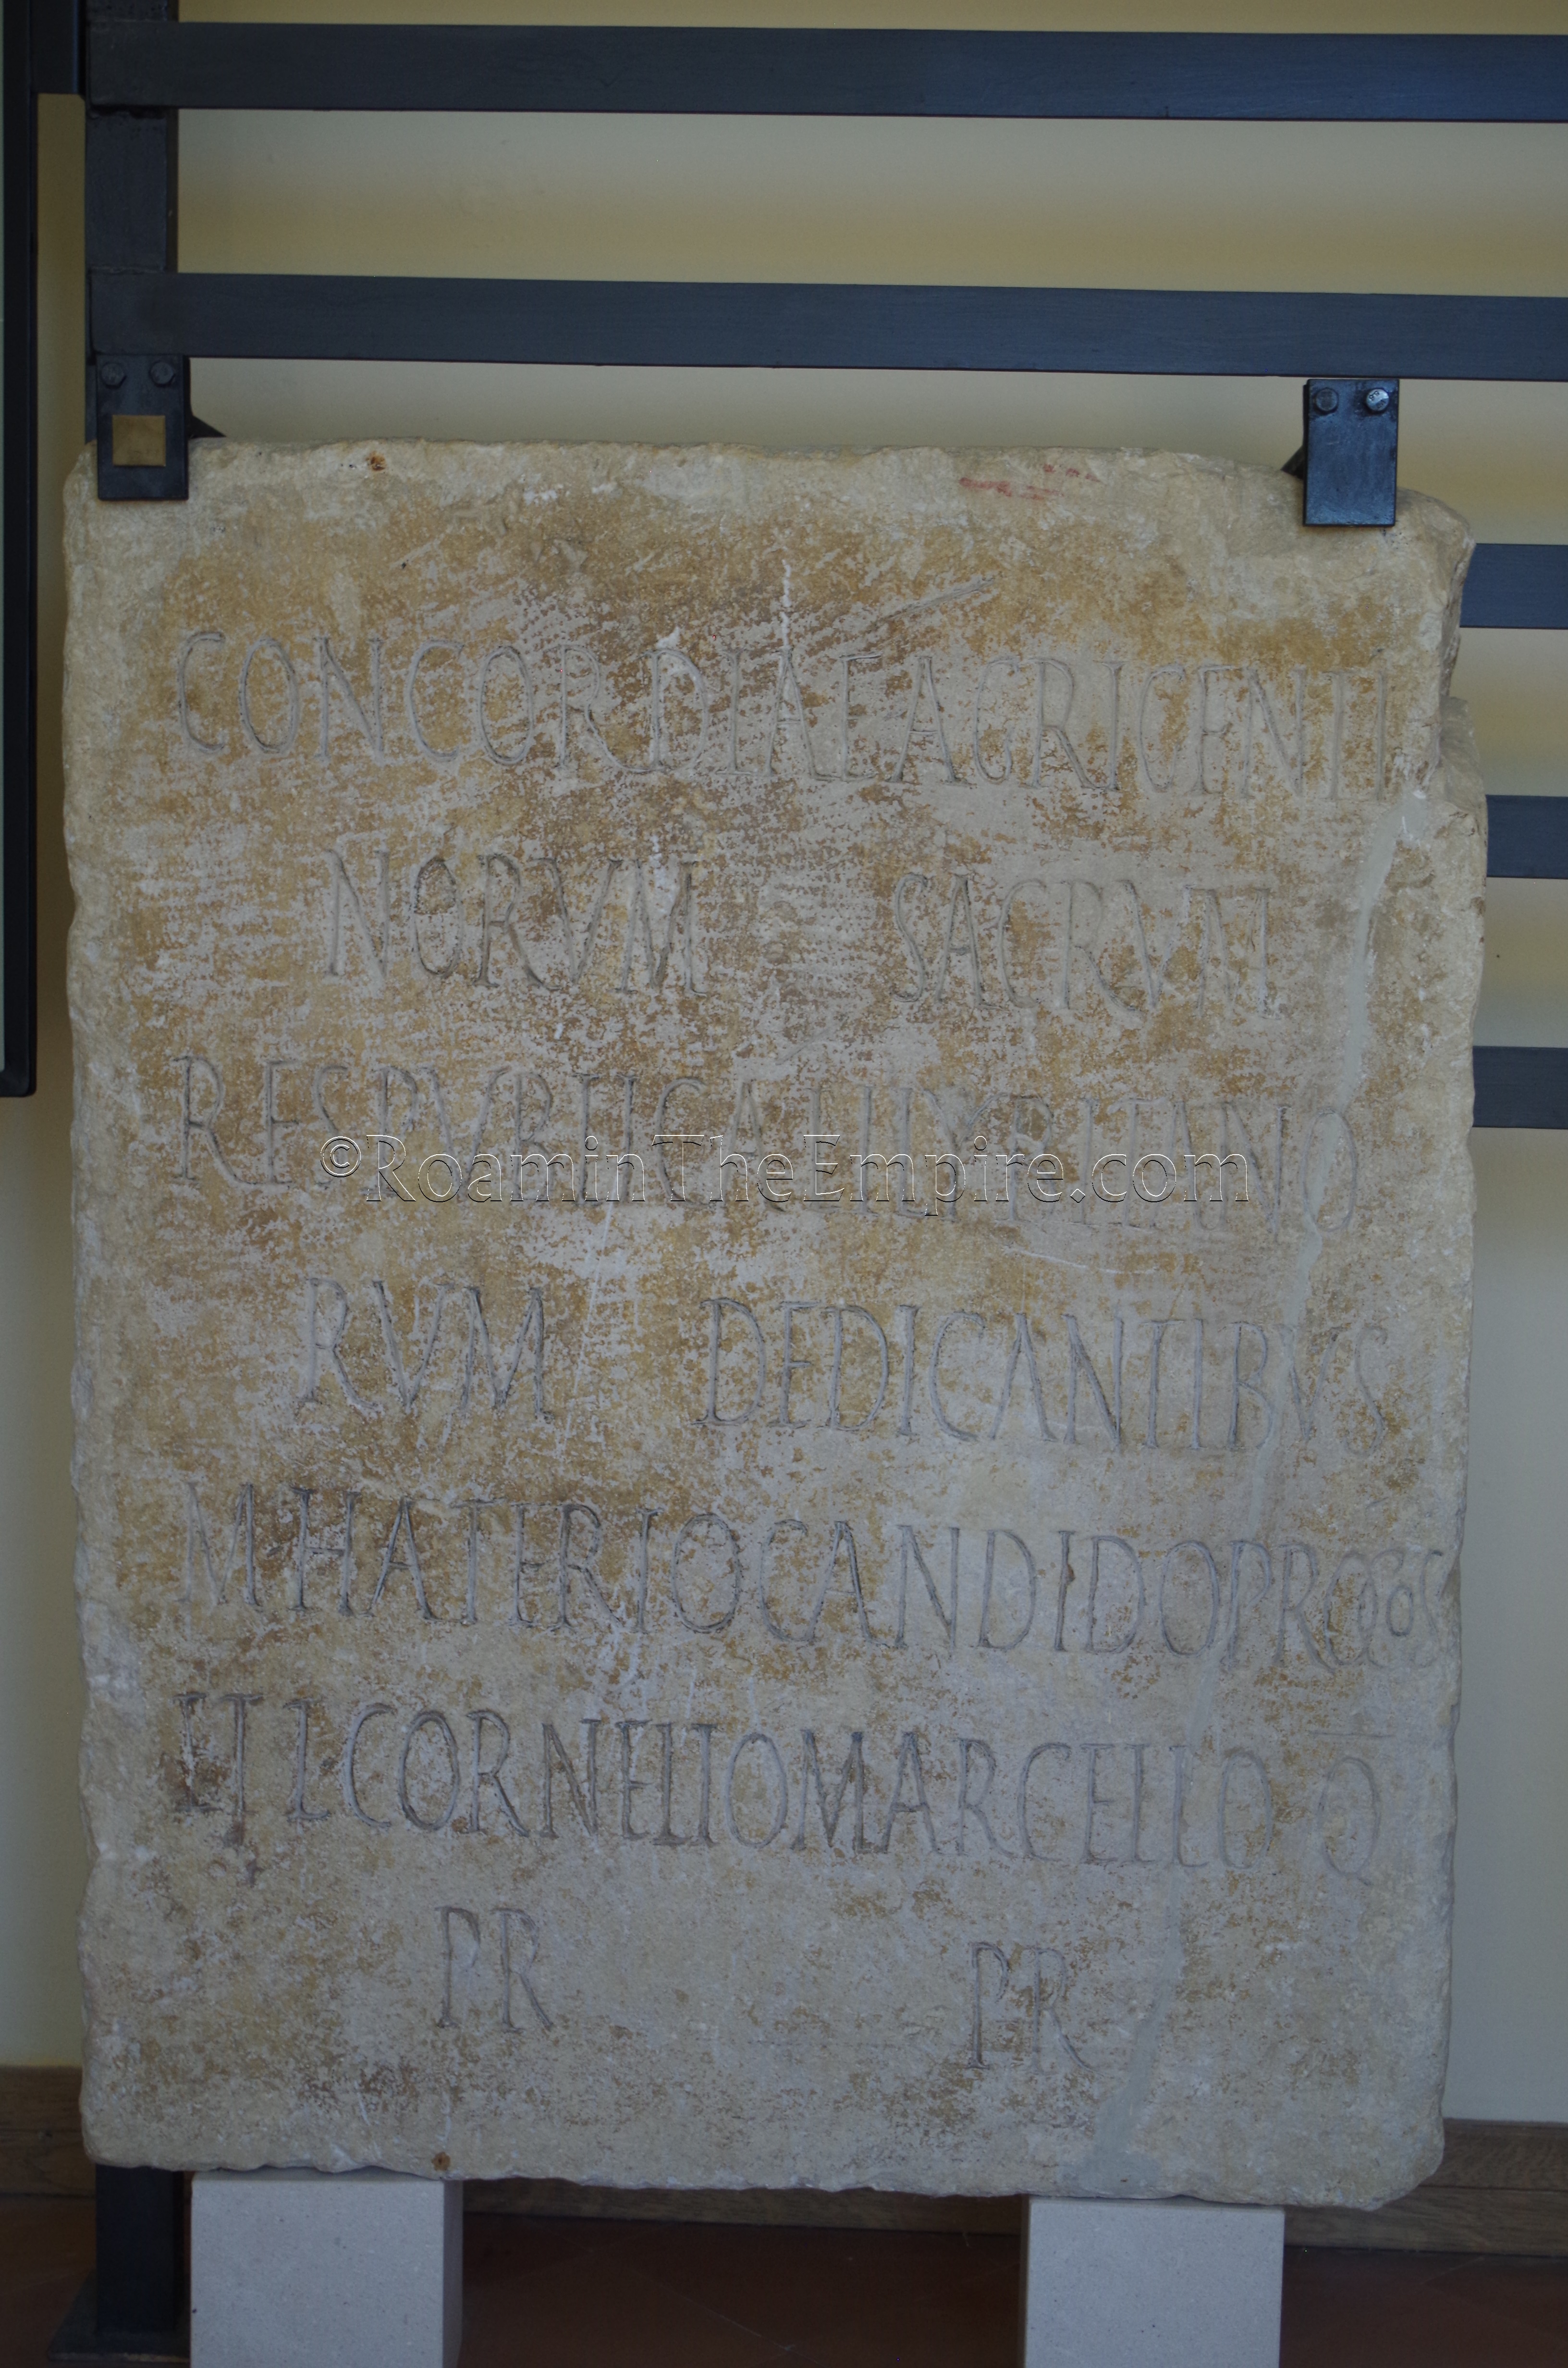 CONCORDIAE AGRIGENTI
NORVM SACRVM
RESPVBLICA LILYBITANO
©RoaminTheEmpire.com
RVM DEDICANTIBVS
M HATERIO CANDIDO PROCOS
ET L CORNELIO MARCELLO Q
PR PR